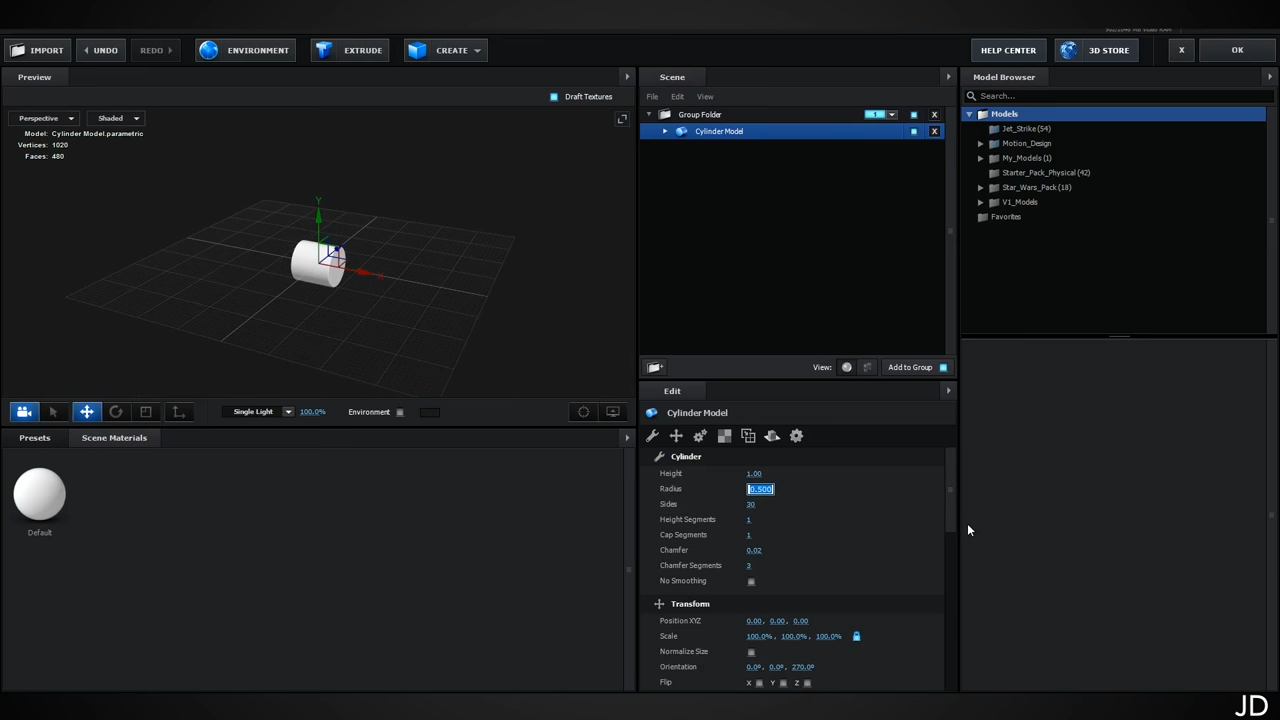 IMPORT
UNDO
REDO
ENVIRONMENT
EXTRUDE
CREATE
HELP CENTER
3D STORE
X
OK
Preview
Draft Textures
Perspective
Shaded
Model: Cylinder Model.parametric
Vertices: 1020
Faces: 480
Y
X
Single Light
100.0%
Environment
Presets
Scene Materials
Default
Scene
File
Edit
View
Group Folder
1
X
Cylinder Model
X
View:
Add to Group
Edit
Cylinder Model
Cylinder
Height 1.00
Radius 0.500
Sides 30
Height Segments 1
Cap Segments 1
Chamfer 0.02
Chamfer Segments 3
No Smoothing
Transform
Position XYZ 0.00, 0.00, 0.00
Scale 100.0%, 100.0%, 100.0%
Normalize Size
Orientation 0.0º, 0.0º, 270.0º
Flip X Y Z
Model Browser
Search...
Models
Jet_Strike (54)
Motion_Design
My_Models (1)
Starter_Pack_Physical (42)
Star_Wars_Pack (18)
V1_Models
Favorites
JD